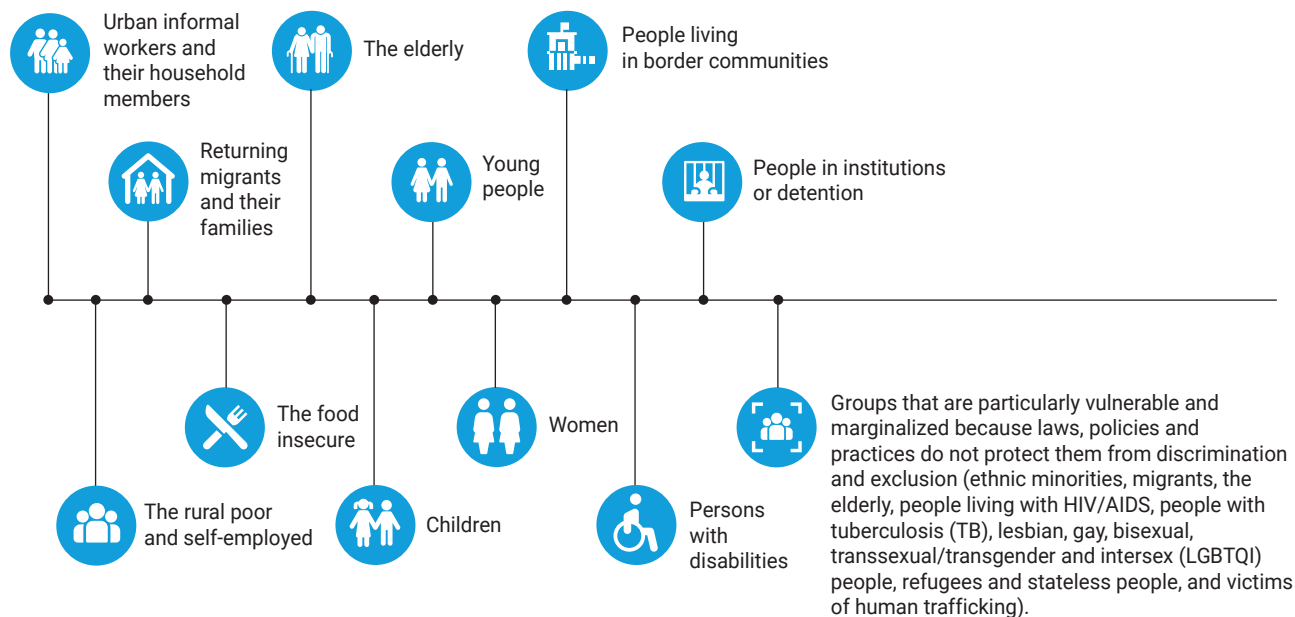 Urban informal
workers and
their household
members
The elderly
People living
in border communities
Returning
migrants
and their
families
Young
people
People in institutions
or detention
The food
insecure
Women
Groups that are particularly vulnerable and
marginalized because laws, policies and
practices do not protect them from discrimination
and exclusion (ethnic minorities, migrants, the
elderly, people living with HIV/AIDS, people with
tuberculosis (TB), lesbian, gay, bisexual,
transsexual/transgender and intersex (LGBTQI)
people, refugees and stateless people, and victims
of human trafficking).
The rural poor
and self-employed
Children
Persons
with
disabilities